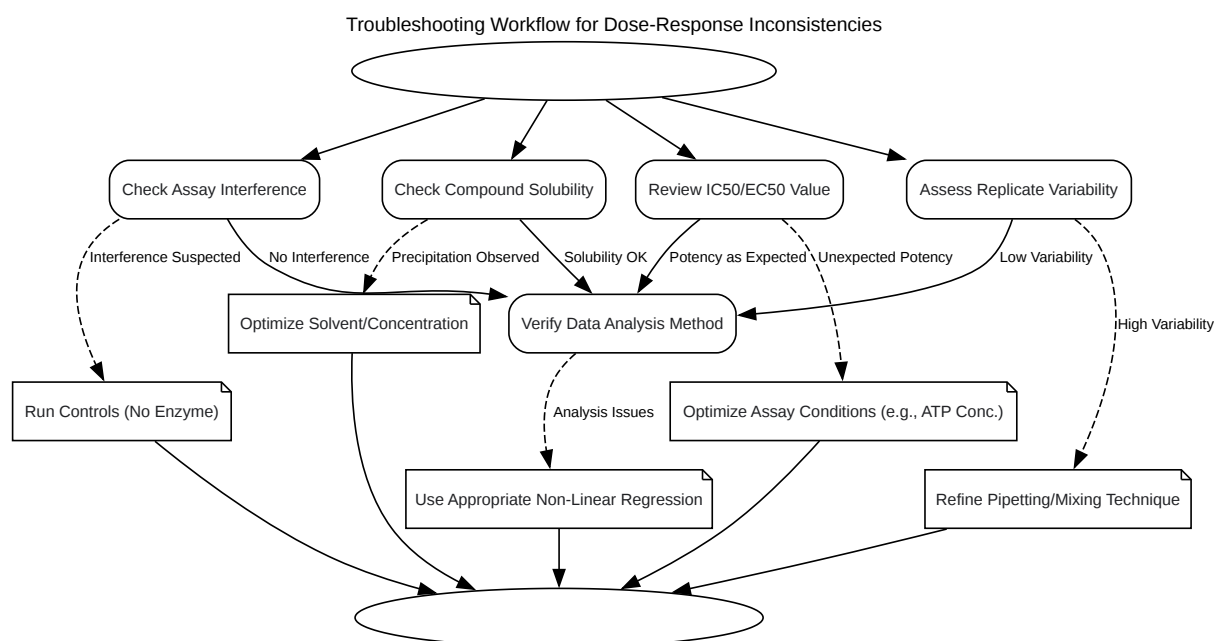 Troubleshooting Workflow for Dose-Response Inconsistencies
Check Assay Interference
Check Compound Solubility
Review IC50/EC50 Value
Assess Replicate Variability
Interference Suspected
No Interference
Precipitation Observed
Solubility OK
Potency as Expected
Unexpected Potency
Low Variability
Optimize Solvent/Concentration
Verify Data Analysis Method
High Variability
Run Controls (No Enzyme)
Analysis Issues
Optimize Assay Conditions (e.g., ATP Conc.)
Use Appropriate Non-Linear Regression
Refine Pipetting/Mixing Technique